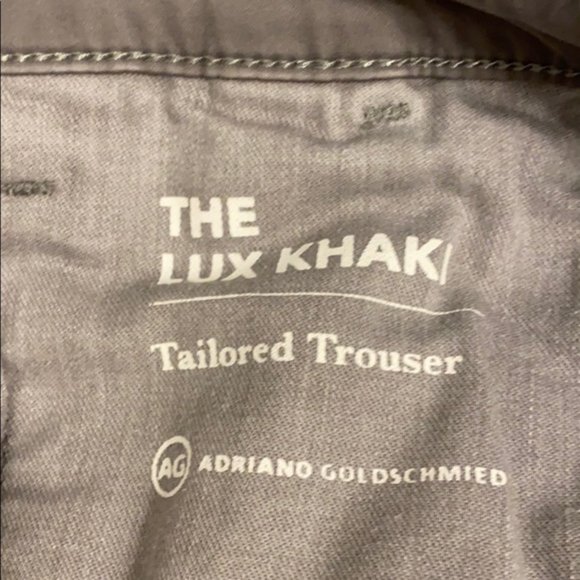 THE
LUX KHAKI
Tailored Trouser
AG ADRIANO GOLDSCHMIED